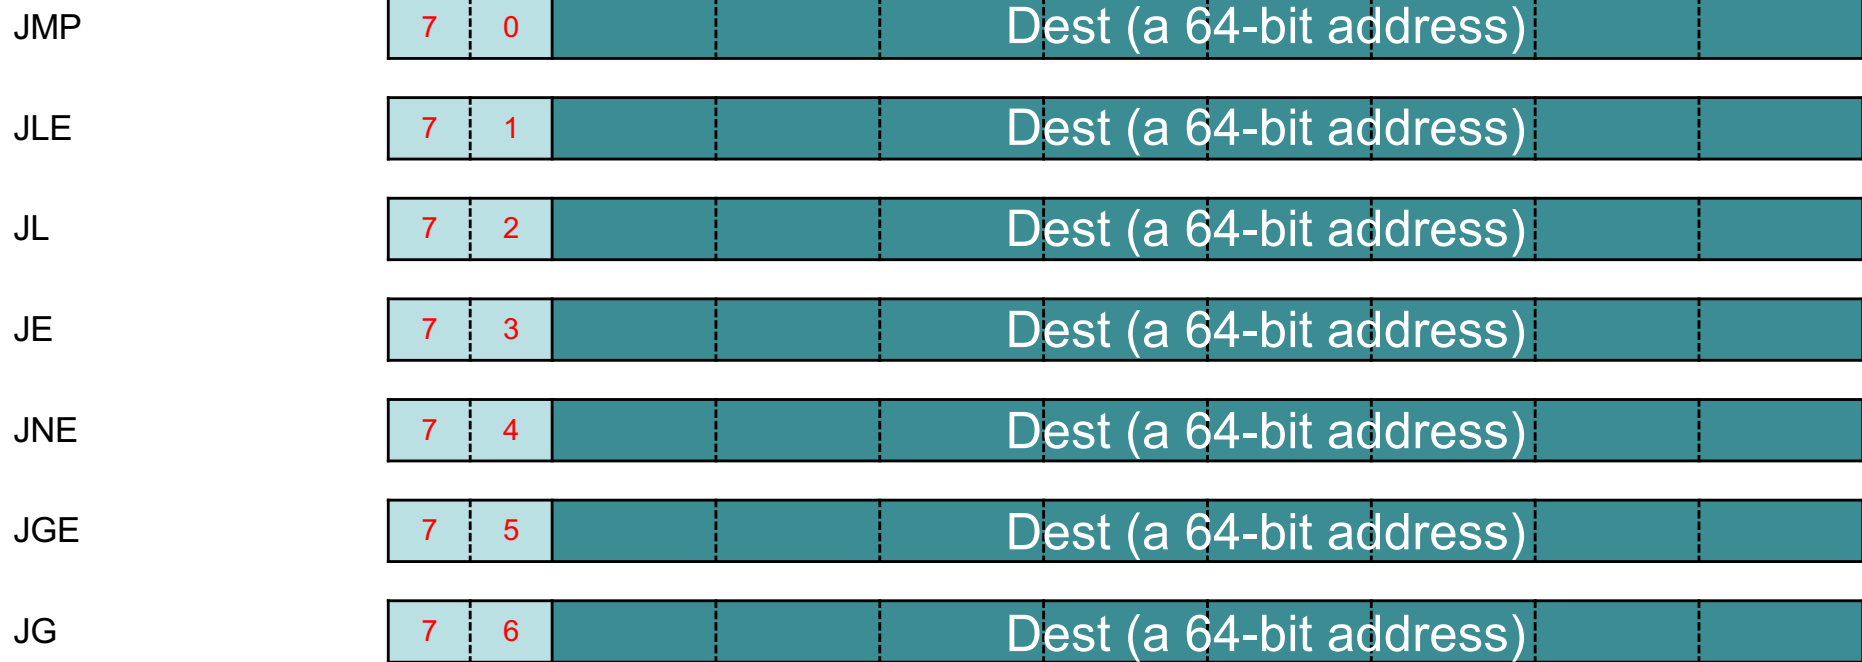 JMP 7 0 Dest (a 64-bit address)
JLE 7 1 Dest (a 64-bit address)
JL 7 2 Dest (a 64-bit address)
JE 7 3 Dest (a 64-bit address)
JNE 7 4 Dest (a 64-bit address)
JGE 7 5 Dest (a 64-bit address)
JG 7 6 Dest (a 64-bit address)